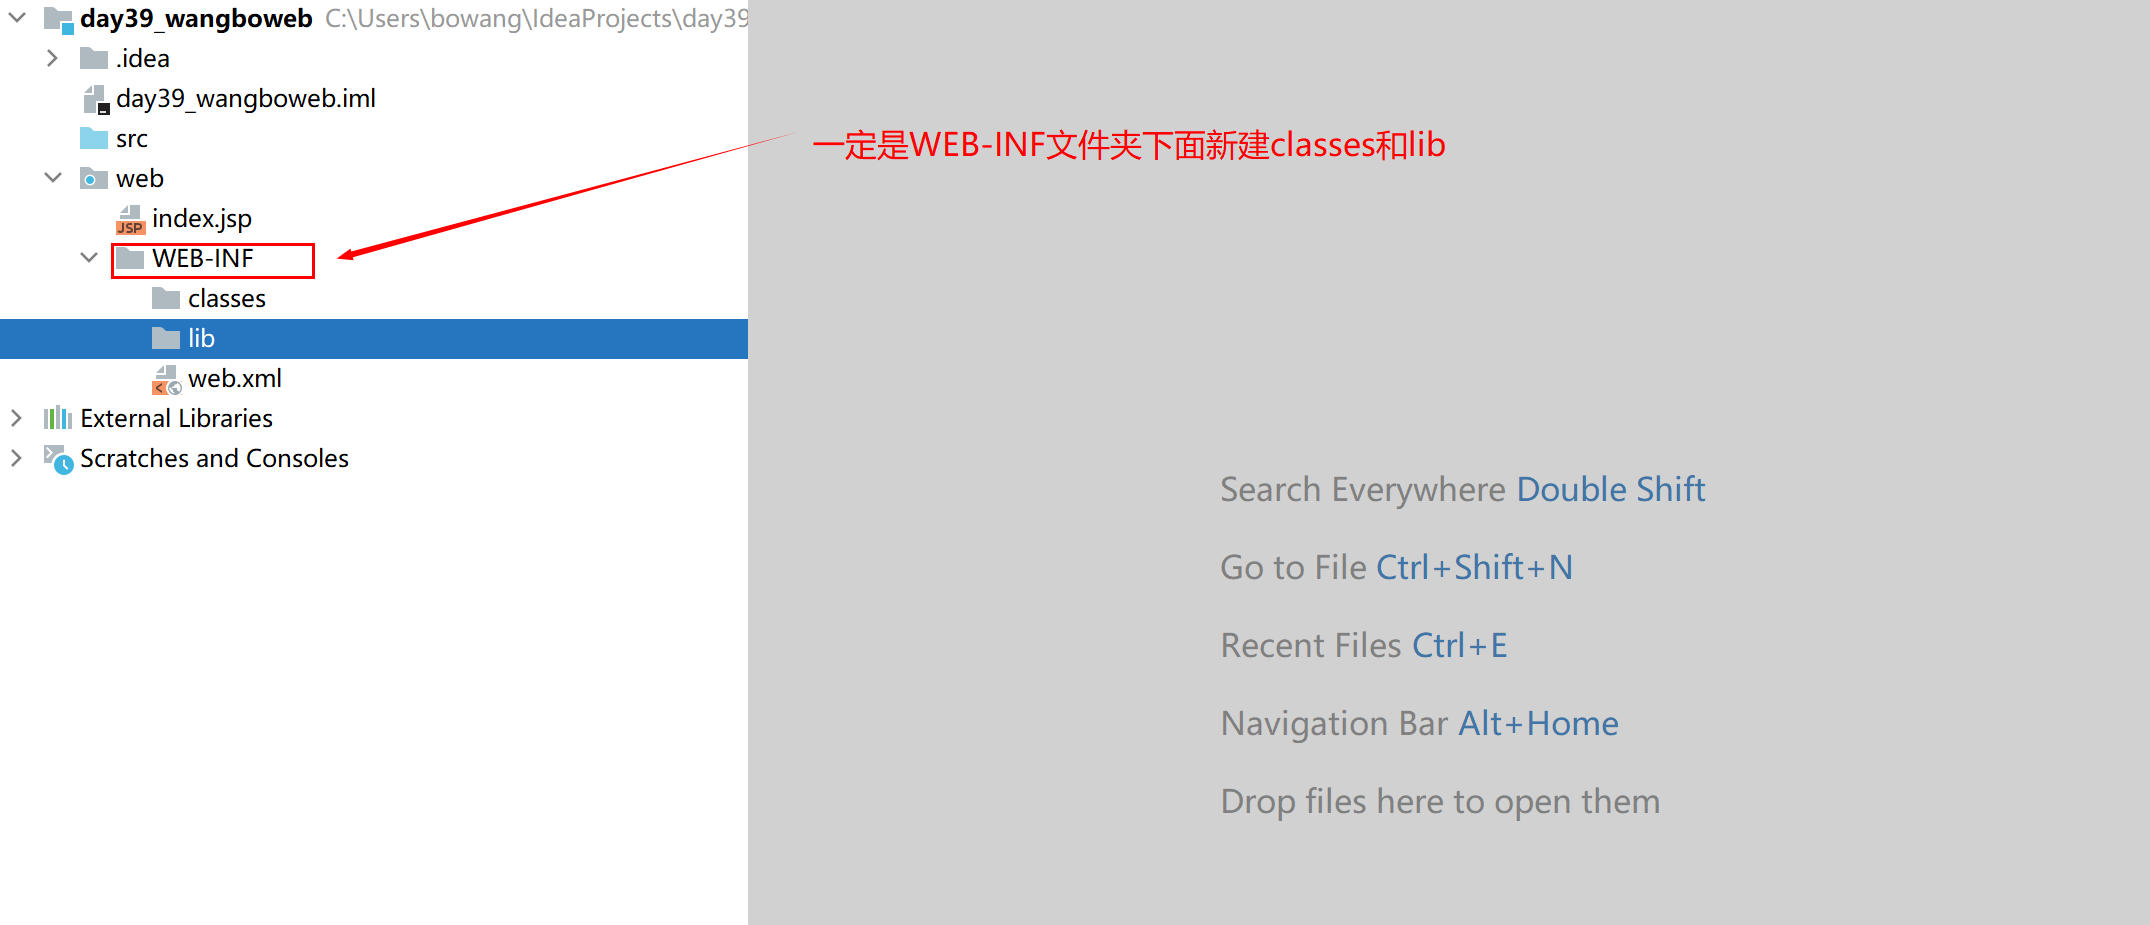 day39_wangboweb C:\Users\bowang\IdeaProjects\day39
.idea
day39_wangboweb.iml
src
web
index.jsp
WEB-INF
classes
lib
web.xml
External Libraries
Scratches and Consoles
一定是WEB-INF文件夹下面新建classes和lib
Search Everywhere Double Shift
Go to File Ctrl+Shift+N
Recent Files Ctrl+E
Navigation Bar Alt+Home
Drop files here to open them